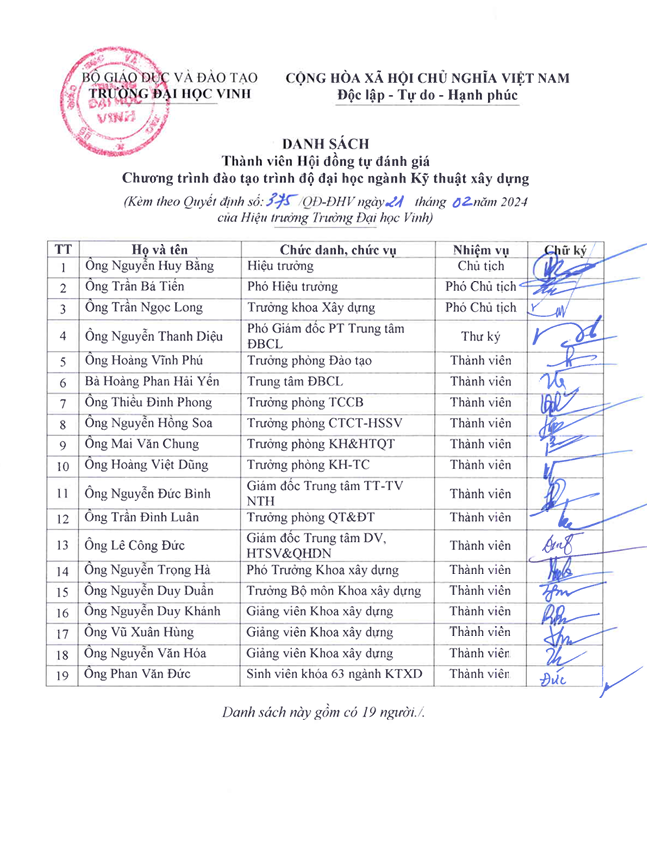 BỘ GIÁO DỤC VÀ ĐÀO TẠO
TRƯỜNG ĐẠI HỌC VINH
CỘNG HÒA XÃ HỘI CHỦ NGHĨA VIỆT NAM
Độc lập - Tự do - Hạnh phúc
ĐẠI HỌC
VINH
DANH SÁCH
Thành viên Hội đồng tự đánh giá
Chương trình đào tạo trình độ đại học ngành Kỹ thuật xây dựng
(Kèm theo Quyết định số: 375 /QĐ-ĐHV ngày 21 tháng 02 năm 2024
của Hiệu trưởng Trường Đại học Vinh)
TT Họ và tên Chức danh, chức vụ Nhiệm vụ Chữ ký
1 Ông Nguyễn Huy Bằng Hiệu trưởng Chủ tịch
2 Ông Trần Bá Tiến Phó Hiệu trưởng Phó Chủ tịch
3 Ông Trần Ngọc Long Trưởng khoa Xây dựng Phó Chủ tịch
4 Ông Nguyễn Thanh Diệu Phó Giám đốc PT Trung tâm
ĐBCL Thư ký
5 Ông Hoàng Vĩnh Phú Trưởng phòng Đào tạo Thành viên
6 Bà Hoàng Phan Hải Yến Trung tâm ĐBCL Thành viên
7 Ông Thiều Đình Phong Trưởng phòng TCCB Thành viên
8 Ông Nguyễn Hồng Soa Trưởng phòng CTCT-HSSV Thành viên
9 Ông Mai Văn Chung Trưởng phòng KH&HTQT Thành viên
10 Ông Hoàng Việt Dũng Trưởng phòng KH-TC Thành viên
11 Ông Nguyễn Đức Bình Giám đốc Trung tâm TT-TV
NTH Thành viên
12 Ông Trần Đình Luân Trưởng phòng QT&ĐT Thành viên
13 Ông Lê Công Đức Giám đốc Trung tâm DV,
HTSV&QHDN Thành viên
14 Ông Nguyễn Trọng Hà Phó Trưởng Khoa xây dựng Thành viên
15 Ông Nguyễn Duy Duẩn Trưởng Bộ môn Khoa xây dựng Thành viên
16 Ông Nguyễn Duy Khánh Giảng viên Khoa xây dựng Thành viên
17 Ông Vũ Xuân Hùng Giảng viên Khoa xây dựng Thành viên
18 Ông Nguyễn Văn Hóa Giảng viên Khoa xây dựng Thành viên
19 Ông Phan Văn Đức Sinh viên khóa 63 ngành KTXD Thành viên Đức
Danh sách này gồm có 19 người./.